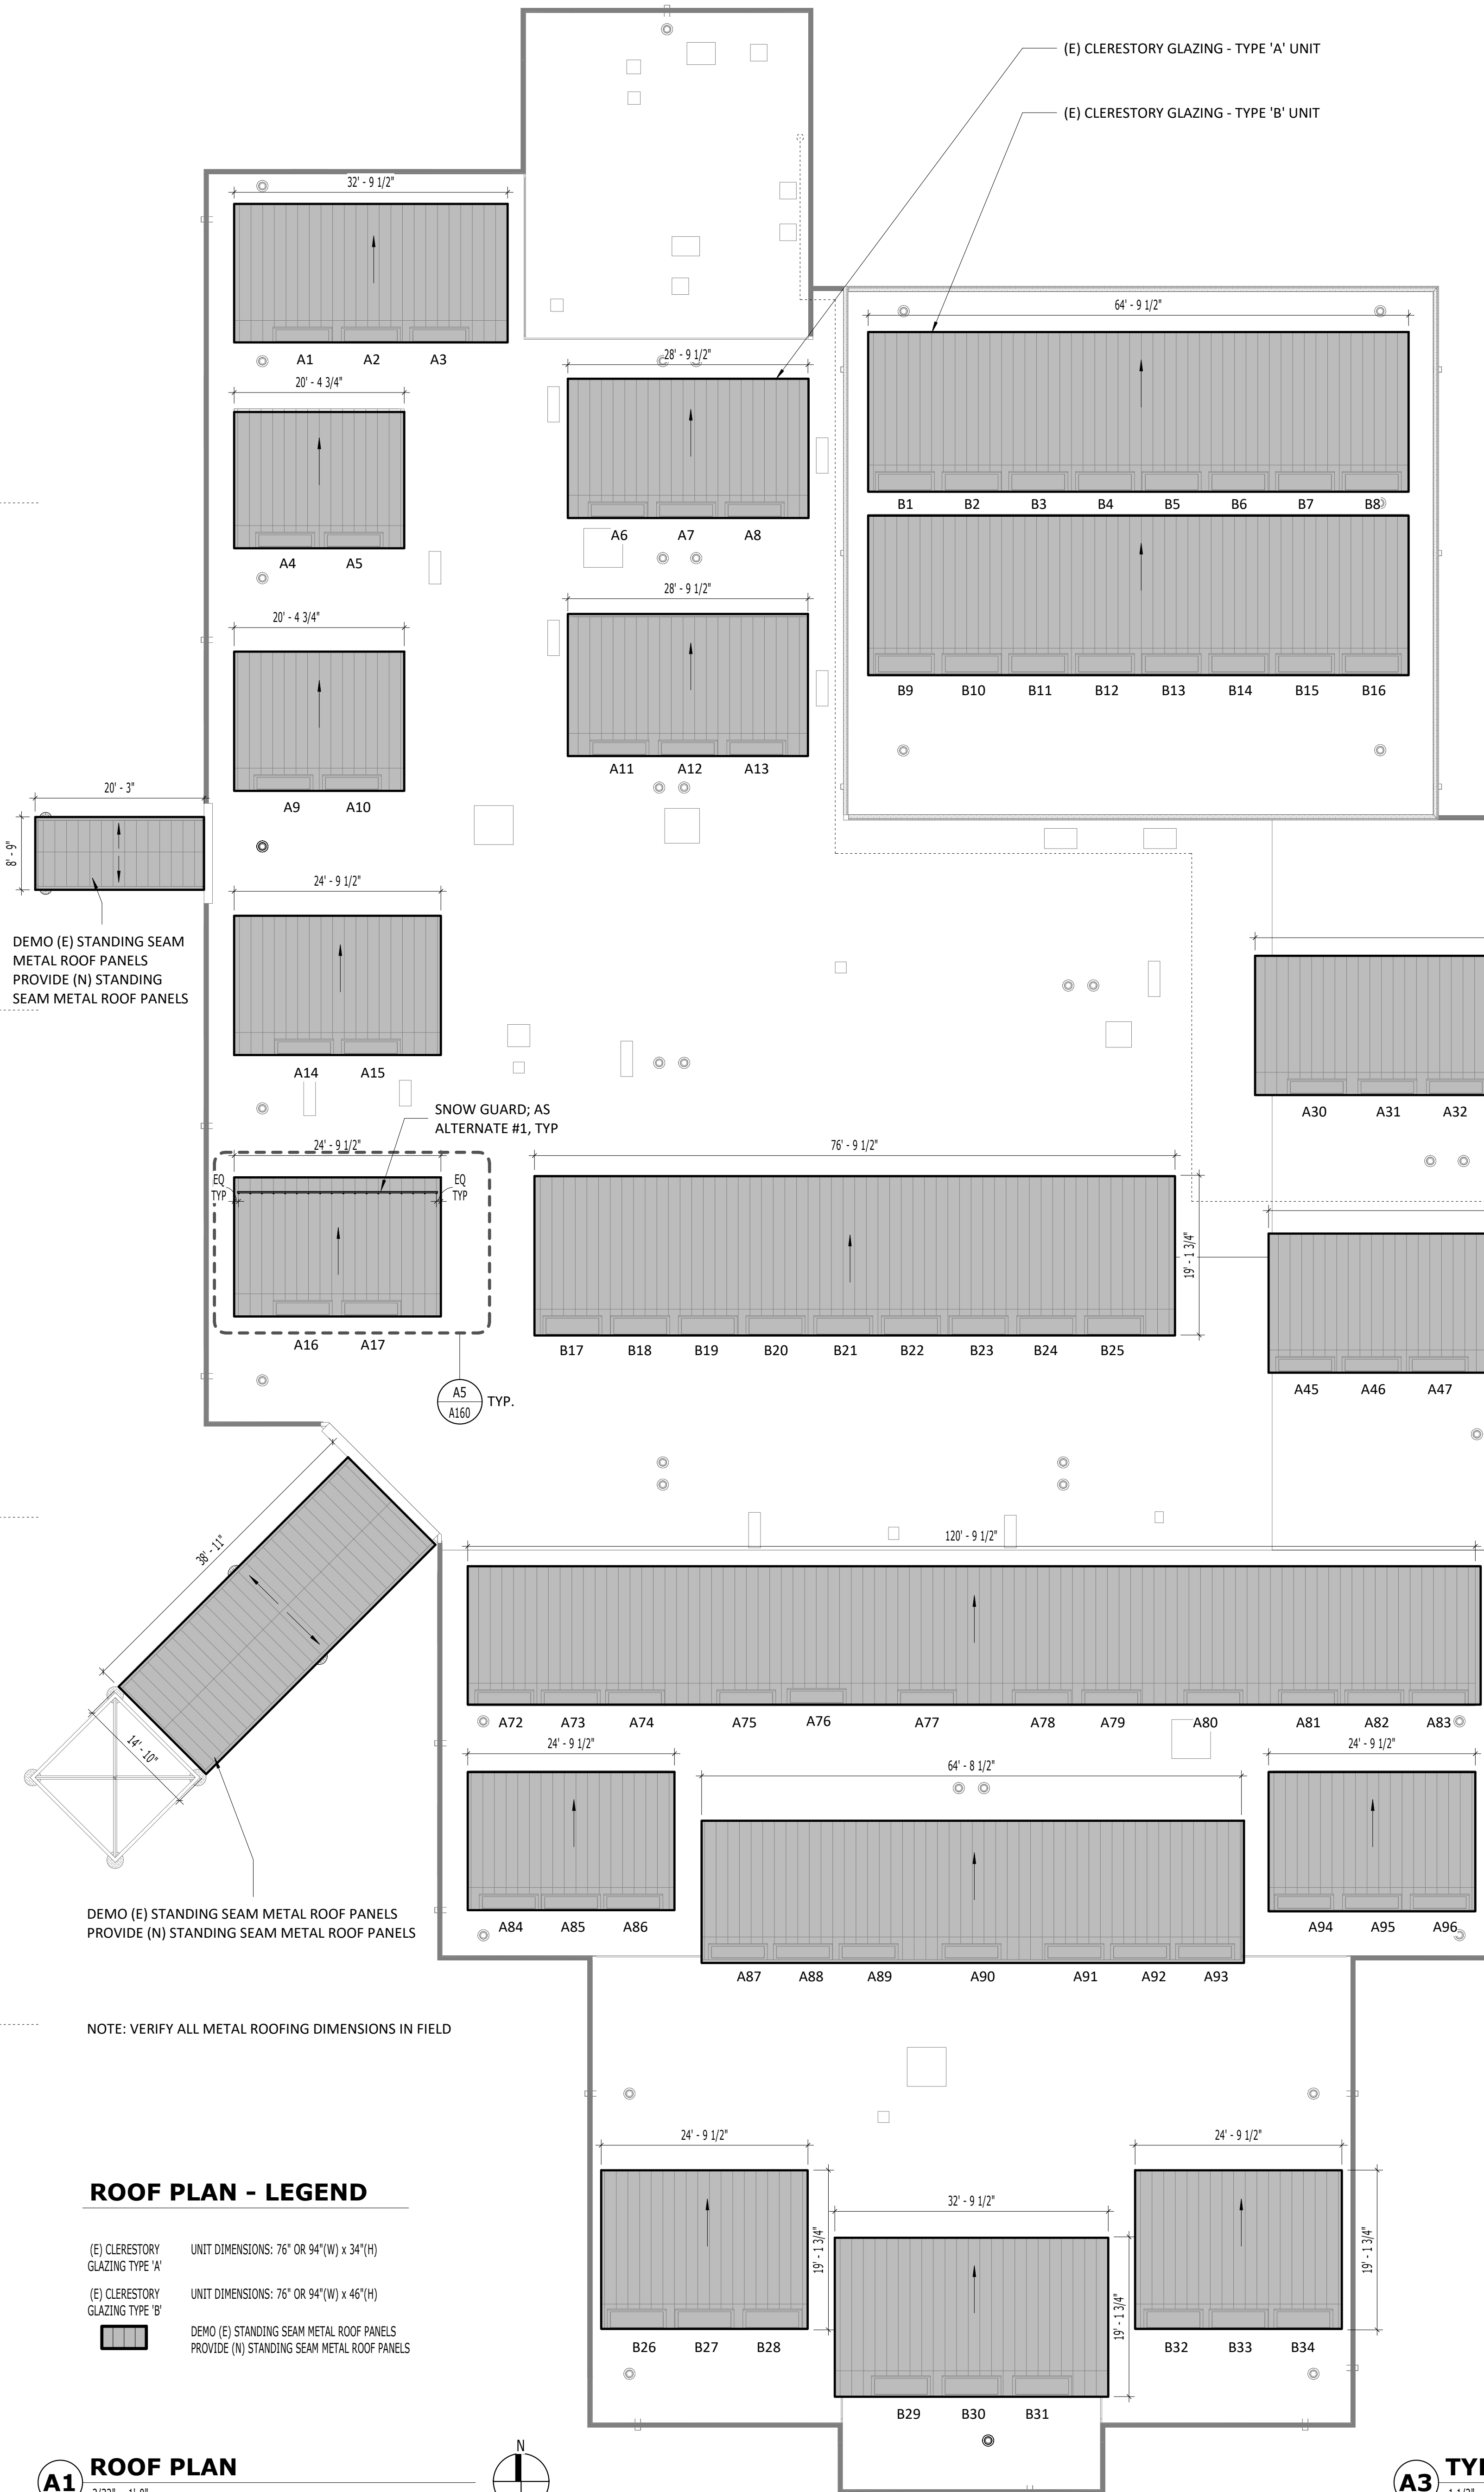 (E) CLERESTORY GLAZING - TYPE 'A' UNIT
(E) CLERESTORY GLAZING - TYPE 'B' UNIT
32' - 9 1/2"
A1 A2 A3
64' - 9 1/2"
28' - 9 1/2"
20' - 4 3/4"
B1 B2 B3 B4 B5 B6 B7 B8
A6 A7 A8
A4 A5
28' - 9 1/2"
20' - 4 3/4"
B9 B10 B11 B12 B13 B14 B15 B16
A11 A12 A13
20' - 3"
A9 A10
8' - 9"
24' - 9 1/2"
DEMO (E) STANDING SEAM
METAL ROOF PANELS
PROVIDE (N) STANDING
SEAM METAL ROOF PANELS
A14 A15
SNOW GUARD; AS
ALTERNATE #1, TYP
A30 A31 A32
24' - 9 1/2"
76' - 9 1/2"
EQ
TYP
EQ
TYP
19' - 1 3/4"
A16 A17
B17 B18 B19 B20 B21 B22 B23 B24 B25
A5
A160
TYP.
A45 A46 A47
38' - 11"
120' - 9 1/2"
A72 A73 A74 A75 A76 A77 A78 A79 A80 A81 A82 A83
14' - 10"
24' - 9 1/2"
64' - 8 1/2"
24' - 9 1/2"
A84 A85 A86
A94 A95 A96
DEMO (E) STANDING SEAM METAL ROOF PANELS
PROVIDE (N) STANDING SEAM METAL ROOF PANELS
A87 A88 A89 A90 A91 A92 A93
NOTE: VERIFY ALL METAL ROOFING DIMENSIONS IN FIELD
24' - 9 1/2"
24' - 9 1/2"
32' - 9 1/2"
19' - 1 3/4"
19' - 1 3/4"
19' - 1 3/4"
B26 B27 B28
B32 B33 B34
B29 B30 B31
ROOF PLAN - LEGEND
(E) CLERESTORY
GLAZING TYPE 'A'
UNIT DIMENSIONS: 76" OR 94"(W) x 34"(H)
(E) CLERESTORY
GLAZING TYPE 'B'
UNIT DIMENSIONS: 76" OR 94"(W) x 46"(H)
DEMO (E) STANDING SEAM METAL ROOF PANELS
PROVIDE (N) STANDING SEAM METAL ROOF PANELS
A1
ROOF PLAN
N
A3